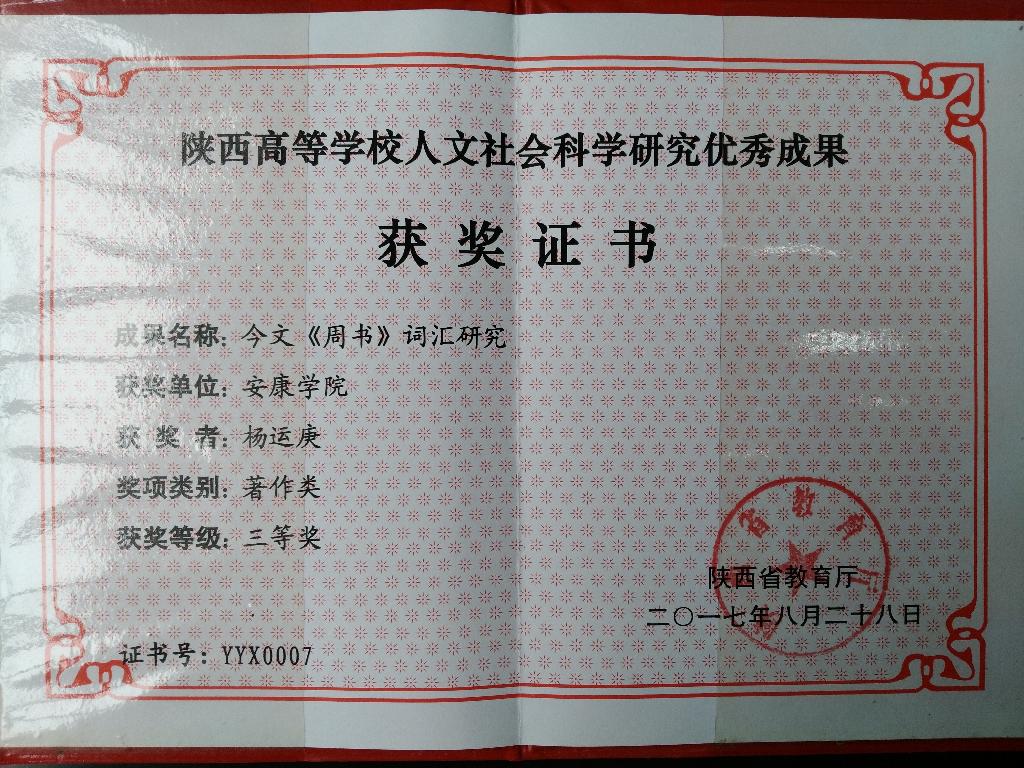 陕西高等学校人文社会科学研究优秀成果
获奖证书
成果名称：今文《周书》词汇研究
获奖单位：安康学院
获奖者：杨运庚
奖项类别：著作类
获奖等级：三等奖
省教育厅
陕西省教育厅
二〇一七年八月二十八日
证书号：YYX0007